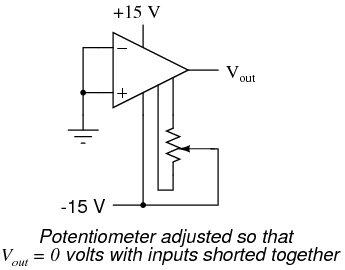 +15 V
−
+
Vout
-15 V
Potentiometer adjusted so that
Vout = 0 volts with inputs shorted together